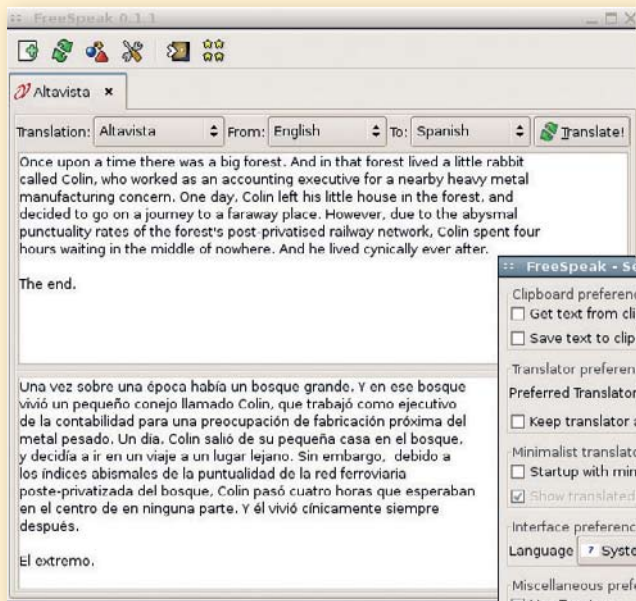 FreeSpeak 0.1.1
Altavista
Translation: Altavista From: English To: Spanish Translate!
Once upon a time there was a big forest. And in that forest lived a little rabbit
called Colin, who worked as an accounting executive for a nearby heavy metal
manufacturing concern. One day, Colin left his little house in the forest, and
decided to go on a journey to a faraway place. However, due to the abysmal
punctuality rates of the forest's post-privatised railway network, Colin spent four
hours waiting in the middle of nowhere. And he lived cynically ever after.
The end.
Una vez sobre una época había un bosque grande. Y en ese bosque
vivió un pequeño conejo llamado Colin, que trabajó como ejecutivo
de la contabilidad para una preocupación de fabricación próxima del
metal pesado. Un día, Colin salió de su pequeña casa en el bosque,
y decidía a ir en un viaje a un lugar lejano. Sin embargo, debido a
los índices abismales de la puntualidad de la red ferroviaria
poste-privatizada del bosque, Colin pasó cuatro horas que esperaban
en el centro de en ninguna parte. Y él vivió cínicamente siempre
después.
El extremo.
FreeSpeak - Se
Clipboard preferenc
Get text from cli
Save text to clip
Translator preferen
Preferred Translator
Keep translator a
Minimalist translato
Startup with min
Show translated
Interface preferenc
Language ? Syste
Miscellaneous prefe